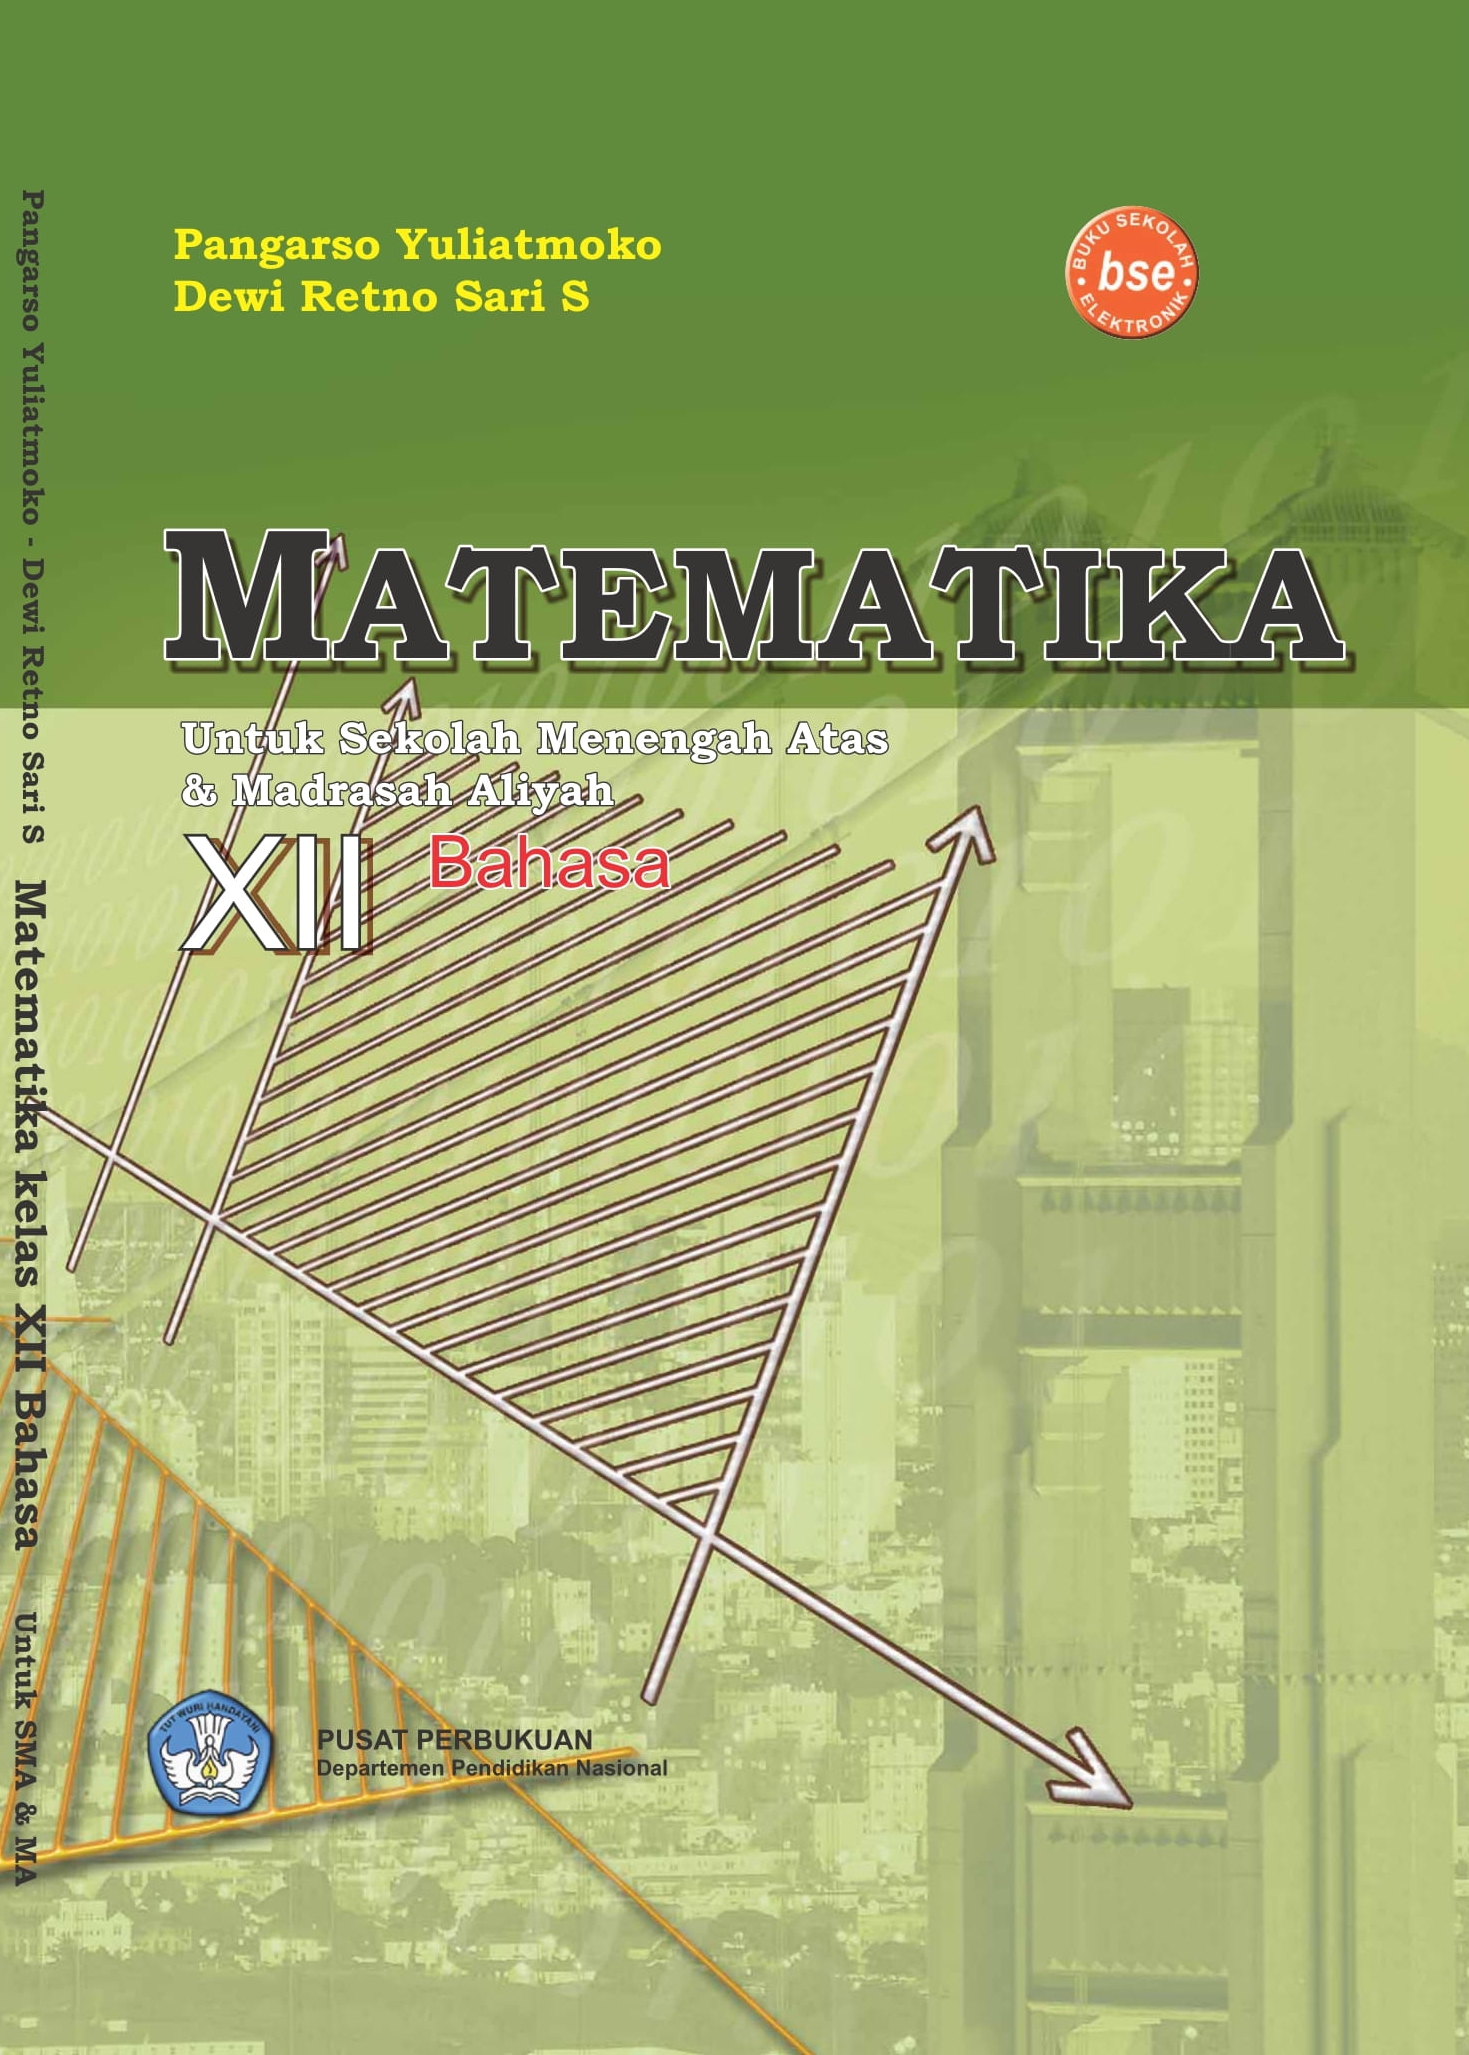 Pangarso Yuliatmoko
Dewi Retno Sari S
BUKU SEKOLAH
bse
ELEKTRONIK
MATEMATIKA
Untuk Sekolah Menengah Atas
& Madrasah Aliyah
XII Bahasa
TUT WURI HANDAYANI
PUSAT PERBUKUAN
Departemen Pendidikan Nasional
Pangarso Yuliatmoko - Dewi Retno Sari S Matematika kelas XII Bahasa Untuk SMA & MA